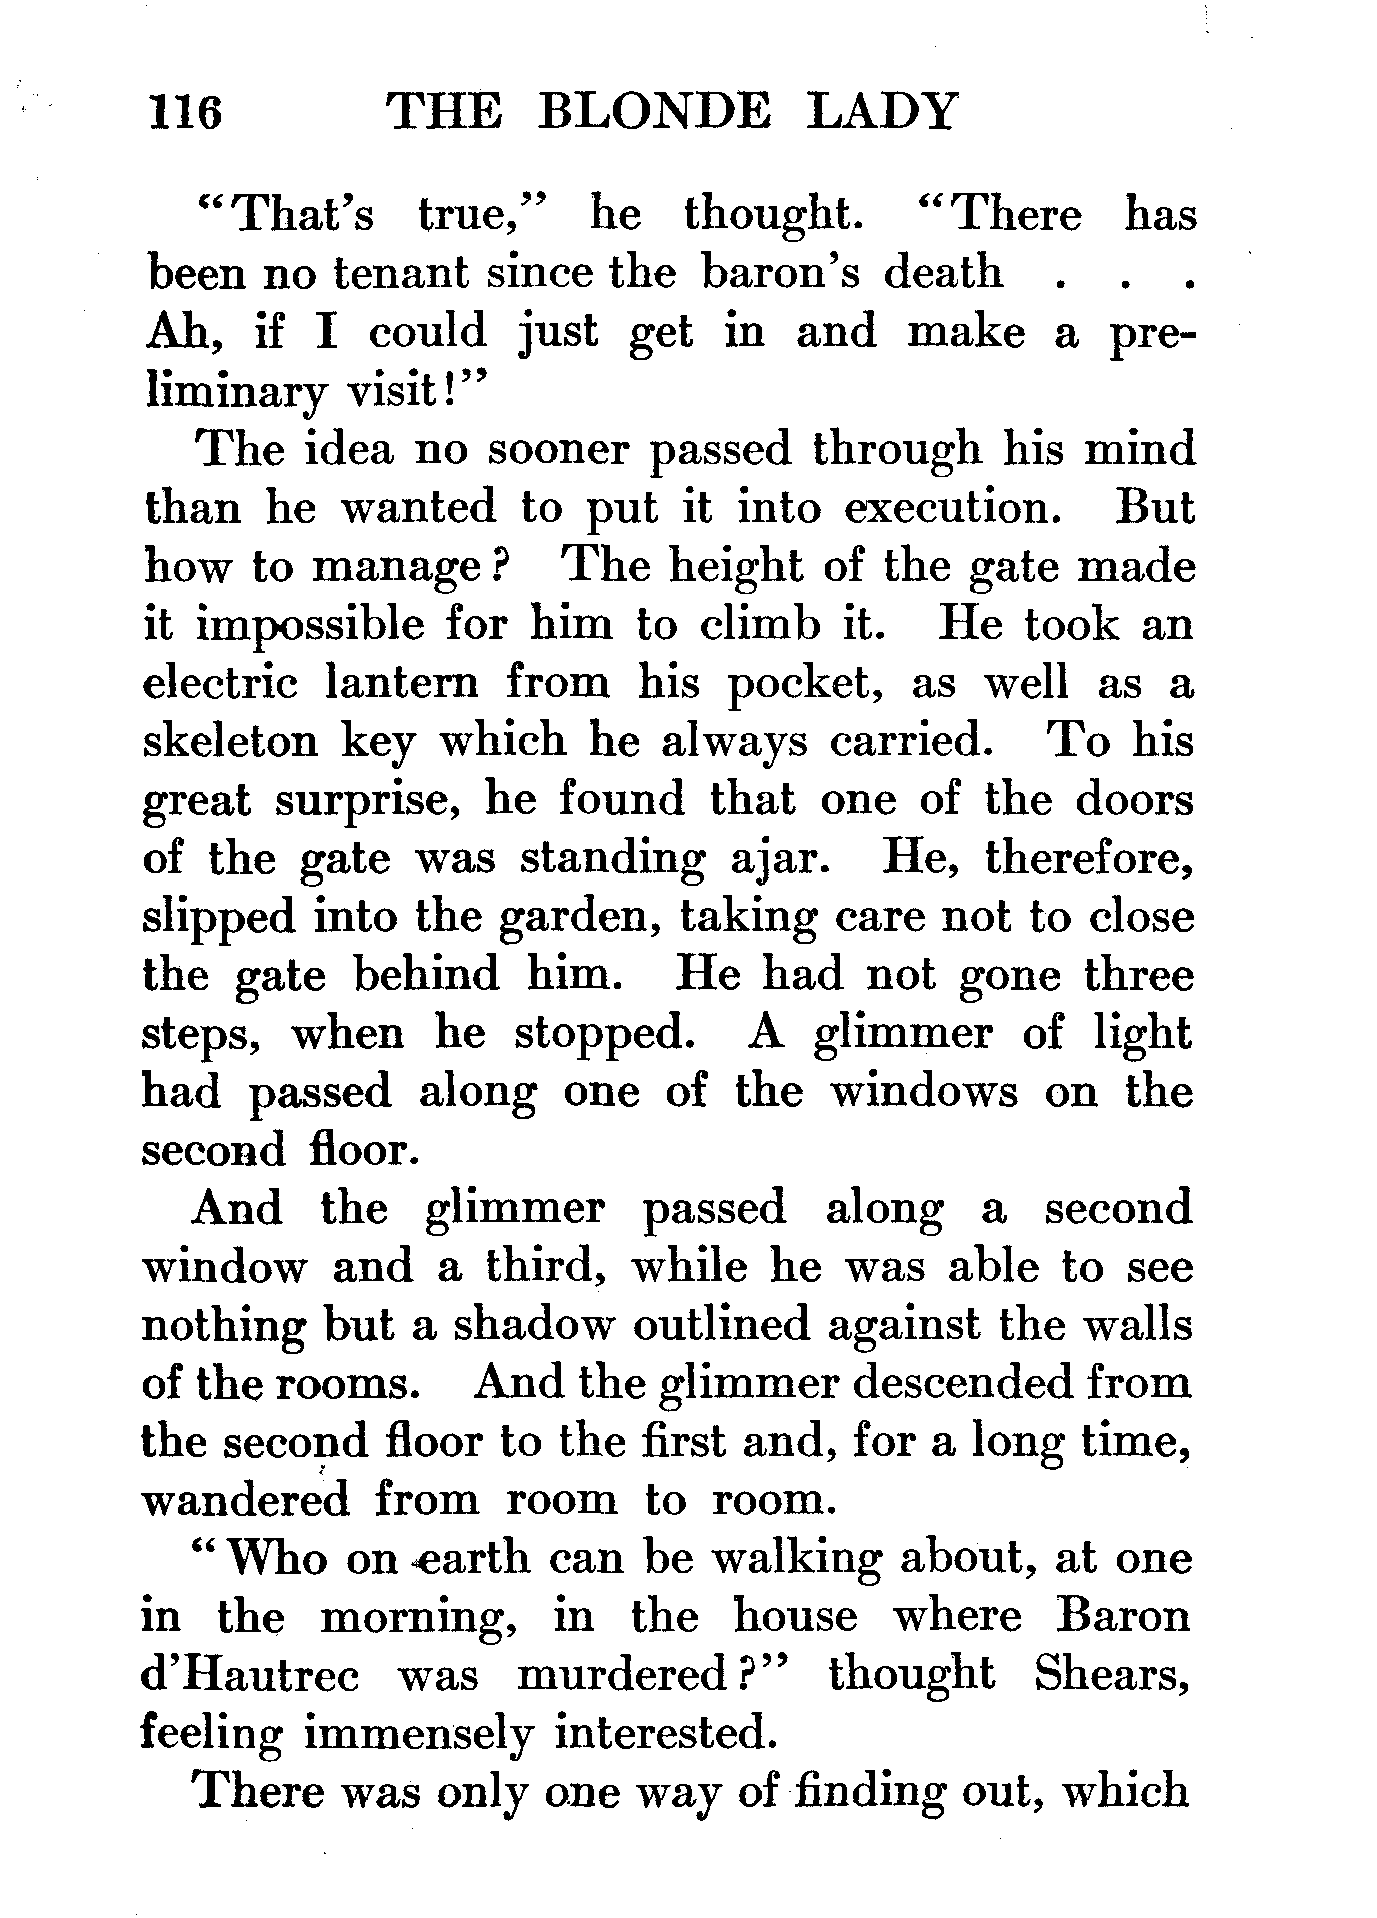 116 THE BLONDE LADY
“That’s true,” he thought. “There has
been no tenant since the baron’s death . . .
Ah, if I could just get in and make a pre-
liminary visit!”
The idea no sooner passed through his mind
than he wanted to put it into execution. But
how to manage? The height of the gate made
it impossible for him to climb it. He took an
electric lantern from his pocket, as well as a
skeleton key which he always carried. To his
great surprise, he found that one of the doors
of the gate was standing ajar. He, therefore,
slipped into the garden, taking care not to close
the gate behind him. He had not gone three
steps, when he stopped. A glimmer of light
had passed along one of the windows on the
second floor.
And the glimmer passed along a second
window and a third, while he was able to see
nothing but a shadow outlined against the walls
of the rooms. And the glimmer descended from
the second floor to the first and, for a long time,
wandered from room to room.
“Who on earth can be walking about, at one
in the morning, in the house where Baron
d’Hautrec was murdered?” thought Shears,
feeling immensely interested.
There was only one way of finding out, which